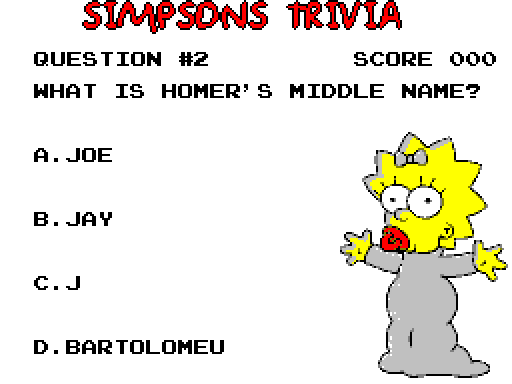 SIMPSONS TRIVIA
QUESTION #2 SCORE 000
WHAT IS HOMER'S MIDDLE NAME?
A.JOE
B.JAY
C.J
D.BARTOLOMEU